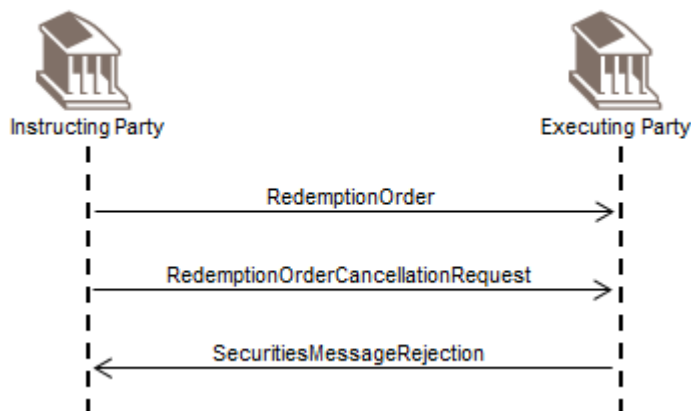 Instructing Party
Executing Party
RedemptionOrder
RedemptionOrderCancellationRequest
SecuritiesMessageRejection